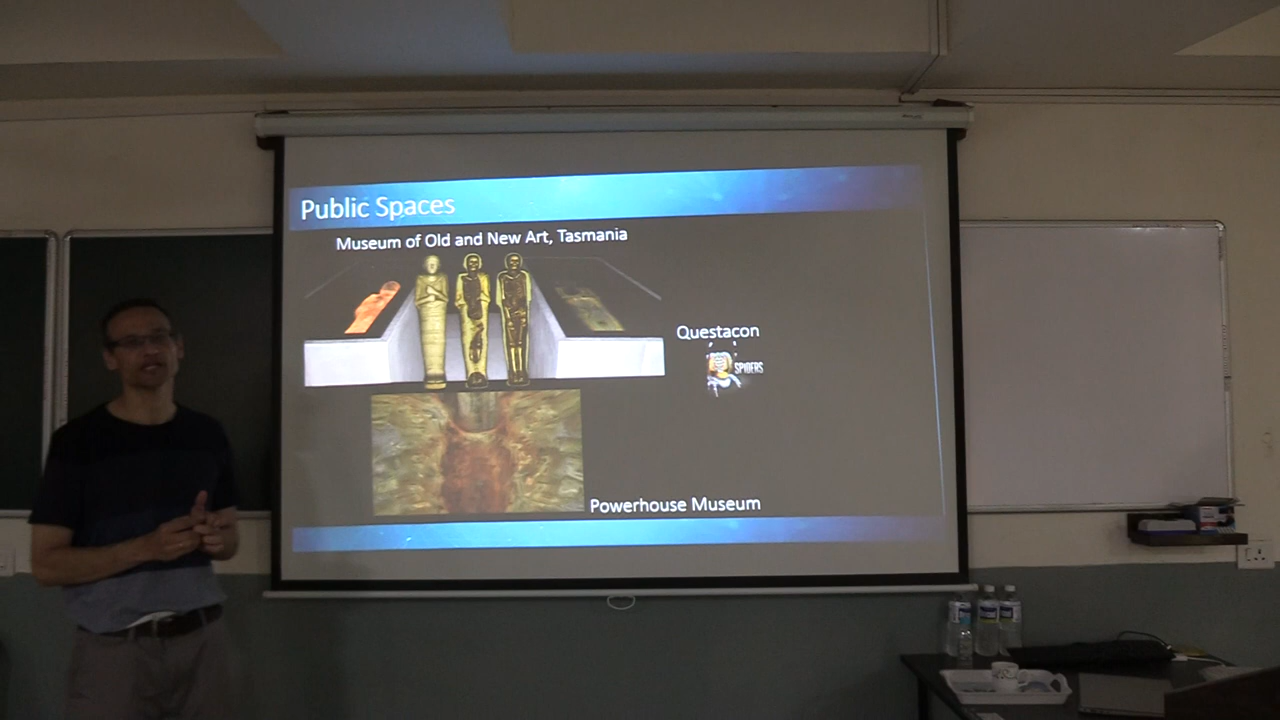 Public Spaces
Museum of Old and New Art, Tasmania
Questacon
SPIDERS
Powerhouse Museum